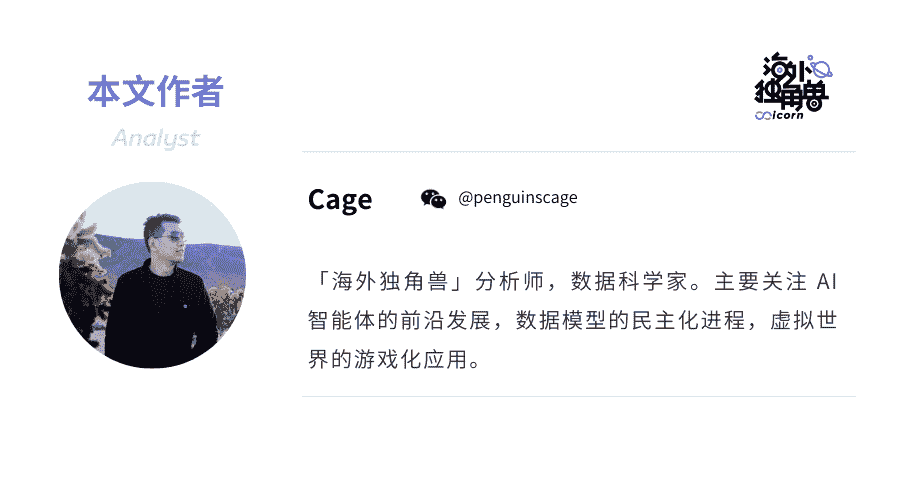 本文作者
Analyst
海外
独角兽
icorn
Cage
@penguinscage
「海外独角兽」分析师，数据科学家。主要关注 AI
智能体的前沿发展，数据模型的民主化进程，虚拟世
界的游戏化应用。